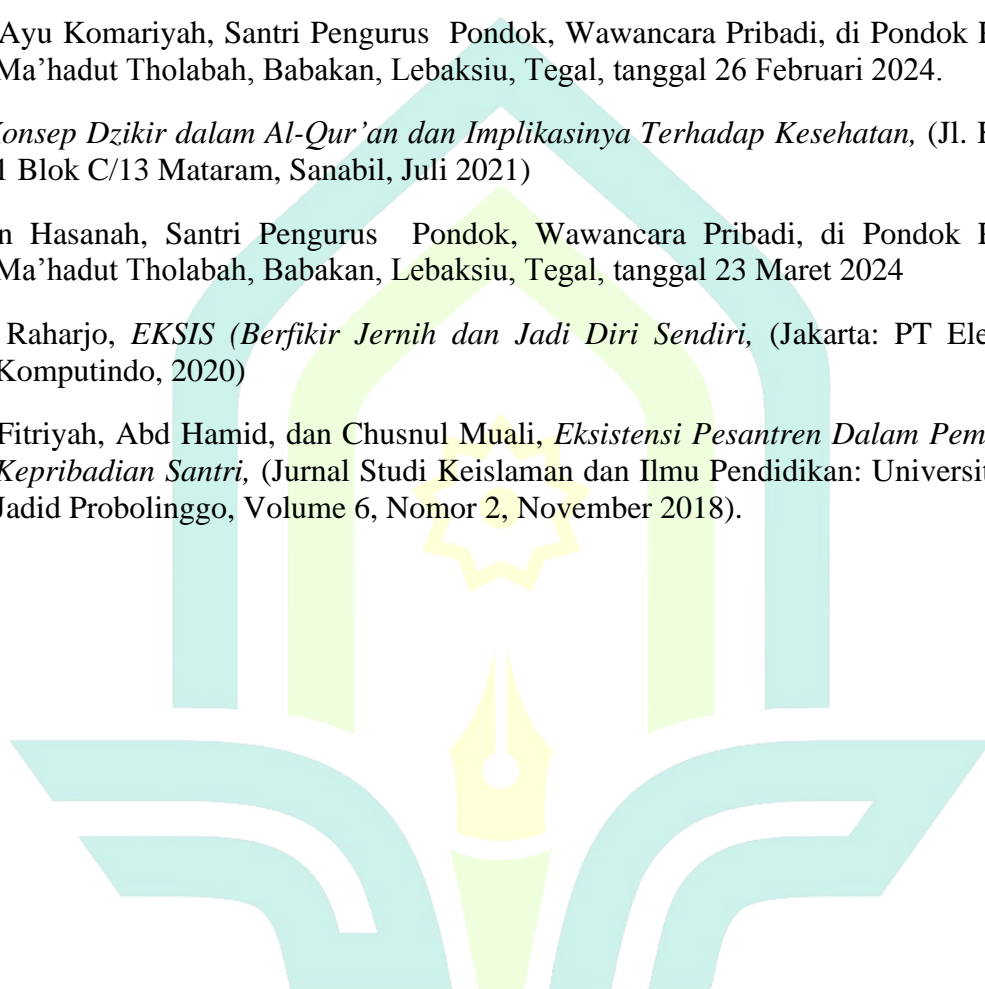 Ayu Komariyah, Santri Pengurus Pondok, Wawancara Pribadi, di Pondok
Ma’hadut Tholabah, Babakan, Lebaksiu, Tegal, tanggal 26 Februari 2024.
Konsep Dzikir dalam Al-Qur’an dan Implikasinya Terhadap Kesehatan, (Jl.
1 Blok C/13 Mataram, Sanabil, Juli 2021)
n Hasanah, Santri Pengurus Pondok, Wawancara Pribadi, di Pondok
Ma’hadut Tholabah, Babakan, Lebaksiu, Tegal, tanggal 23 Maret 2024
Raharjo, EKSIS (Berfikir Jernih dan Jadi Diri Sendiri, (Jakarta: PT Ele
Komputindo, 2020)
Fitriyah, Abd Hamid, dan Chusnul Muali, Eksistensi Pesantren Dalam Pem
Kepribadian Santri, (Jurnal Studi Keislaman dan Ilmu Pendidikan: Universit
Jadid Probolinggo, Volume 6, Nomor 2, November 2018).